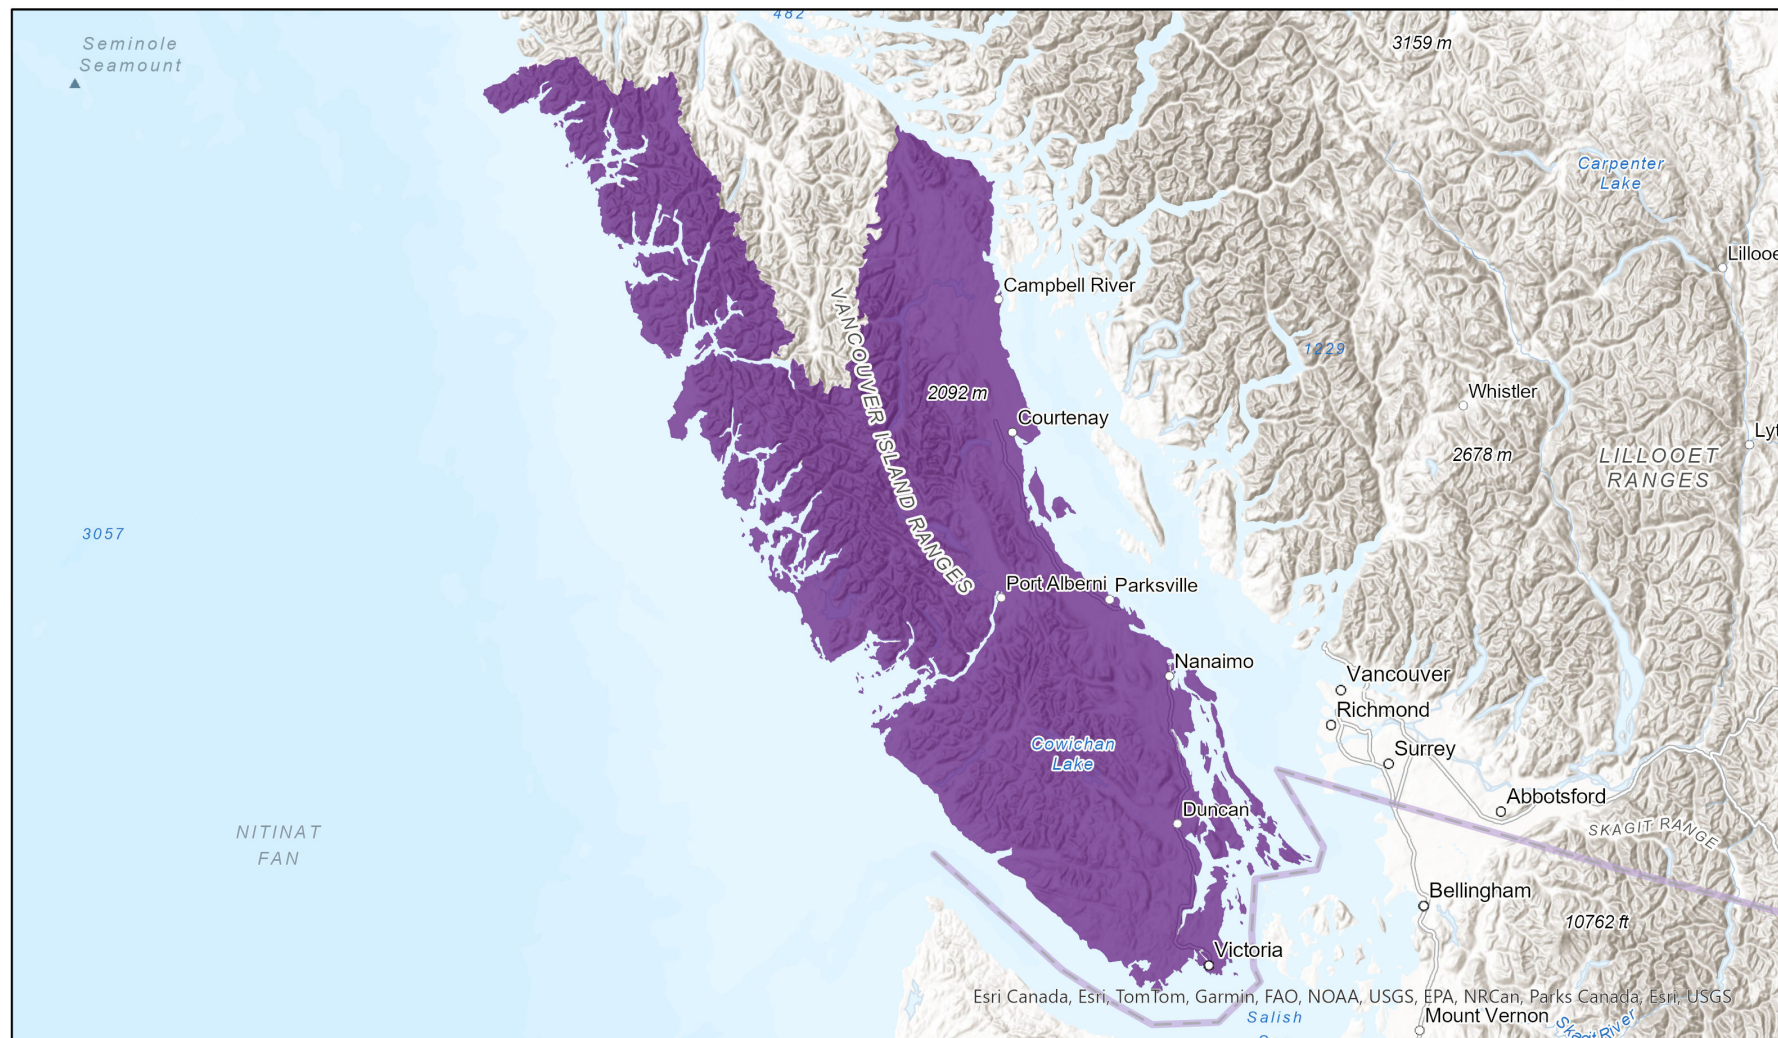 482
Seminole
Seamount
3159 m
Carpenter
Lake
Campbell River
VANCOUVER ISLAND RANGES
1229
Whistler
2092 m
Courtenay
2678 m
LILLOOET
RANGES
3057
Port Alberni
Parksville
Nanaimo
Vancouver
Richmond
Cowichan
Lake
Surrey
Abbotsford
Duncan
SKAGIT RANGE
NITINAT
FAN
Bellingham
10762 ft
Victoria
Esri Canada, Esri, TomTom, Garmin, FAO, NOAA, USGS, EPA, NRCan, Parks Canada, Esri, USGS
Salish
Mount Vernon
Skagit River